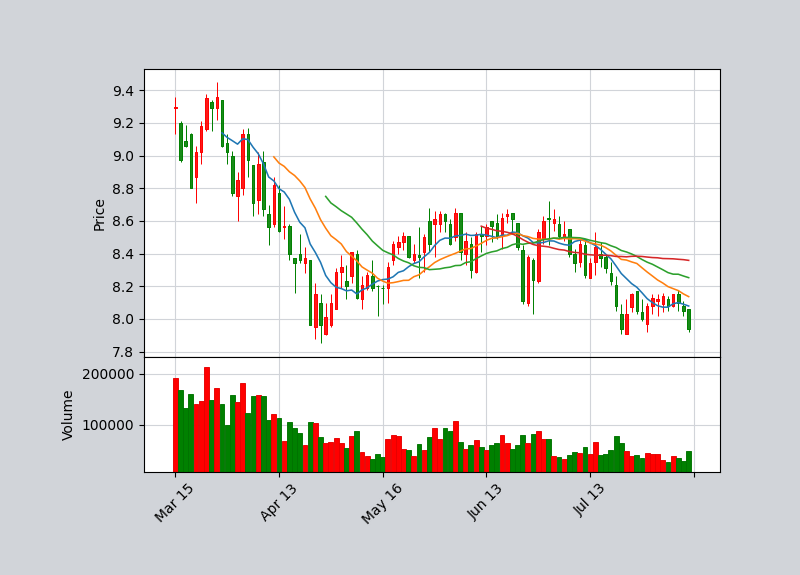 Price
9.4
9.2
9.0
8.8
8.6
8.4
8.2
8.0
7.8
Volume
200000
100000
Mar 15
Apr 13
May 16
Jun 13
Jul 13